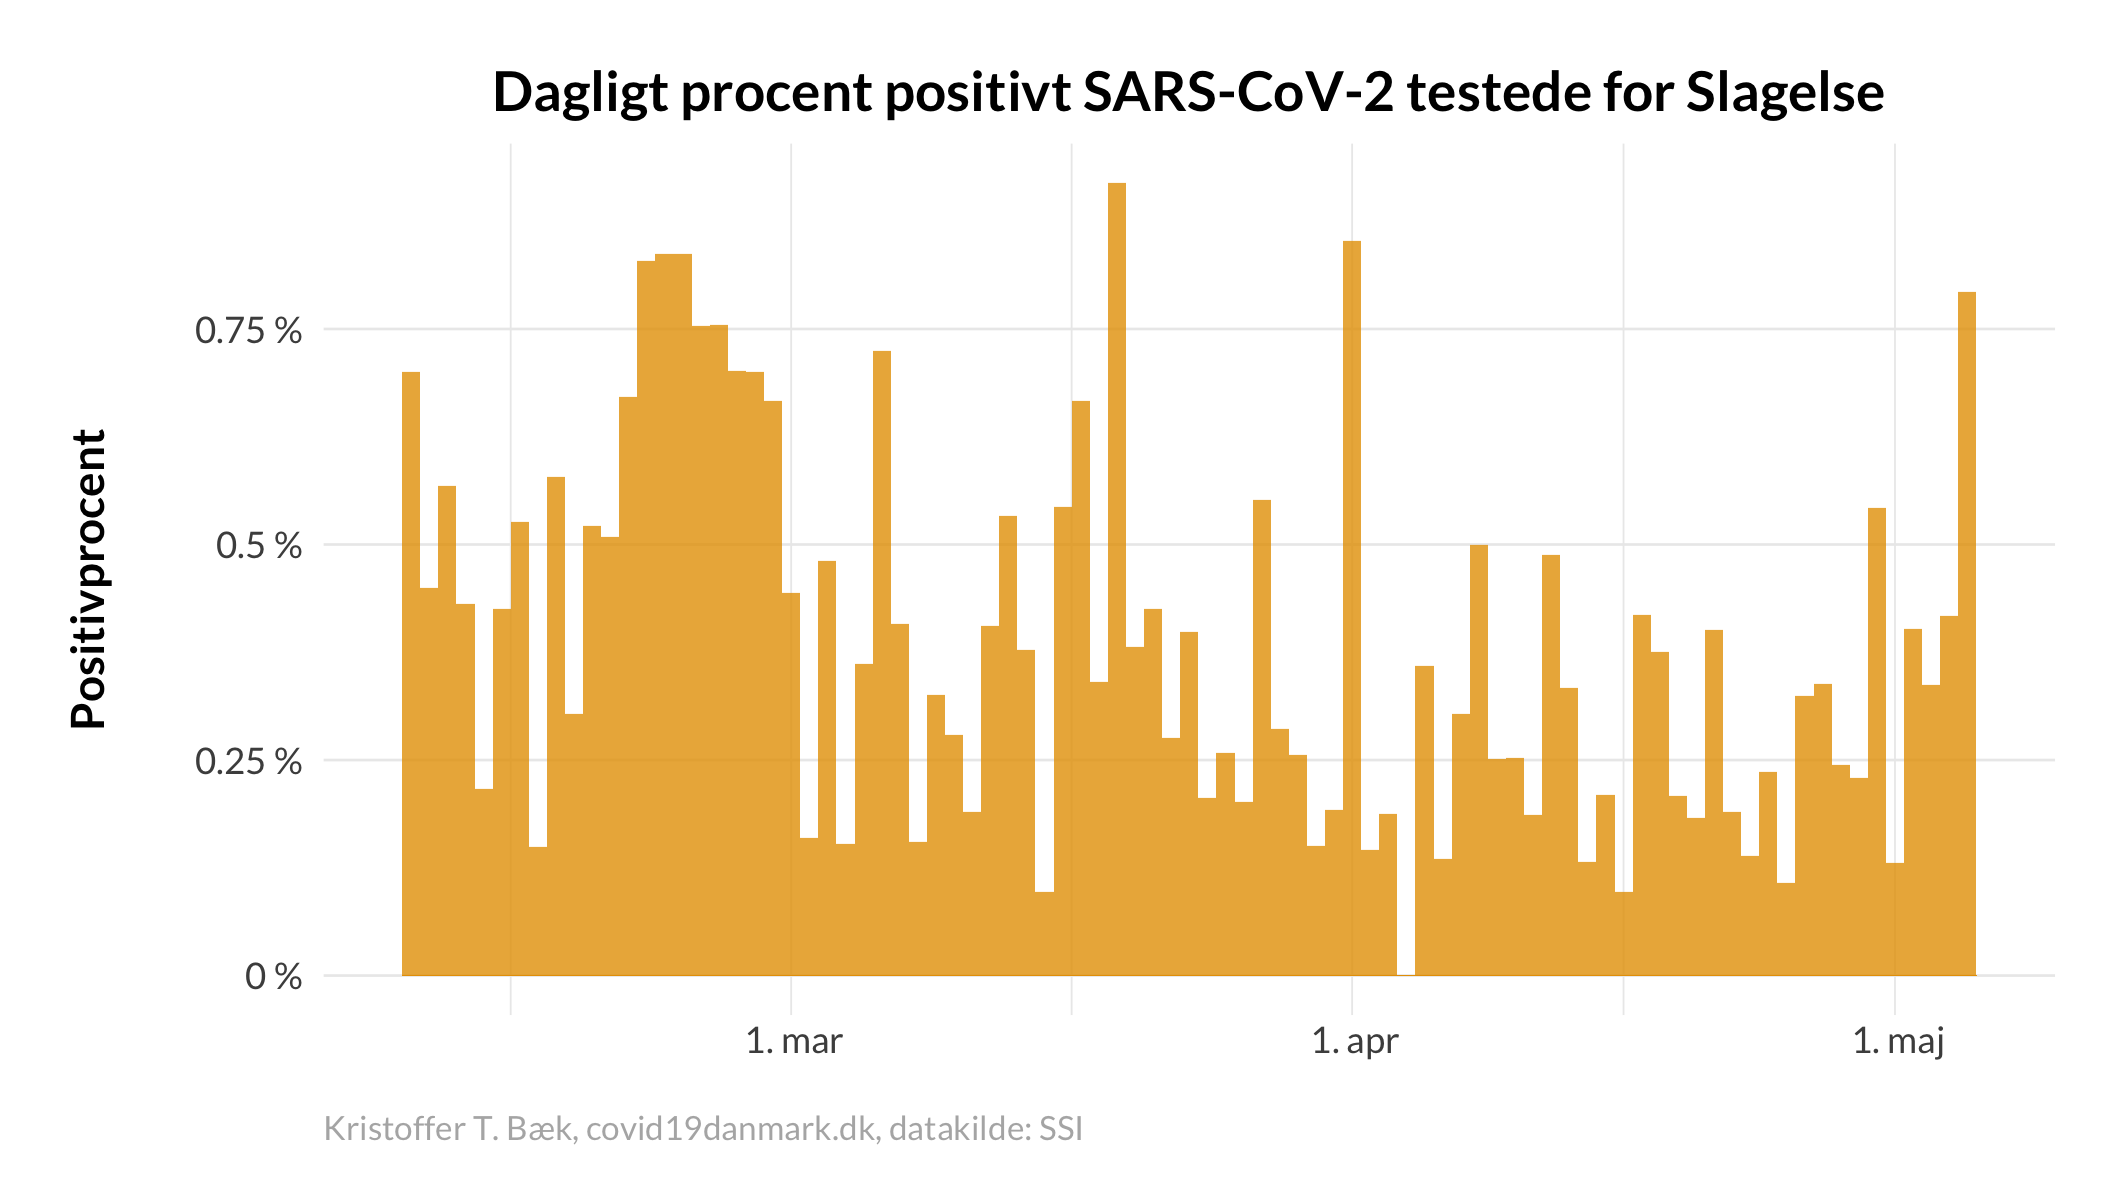 Dagligt procent positivt SARS-CoV-2 testede for Slagelse
Positivprocent
0.75 %
0.5 %
0.25 %
0 %
1. mar
1. apr
1. maj
Kristoffer T. Bæk, covid19danmark.dk, datakilde: SSI